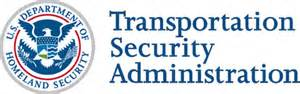 U.S. DEPARTMENT OF
HOMELAND SECURITY
Transportation
Security
Administration